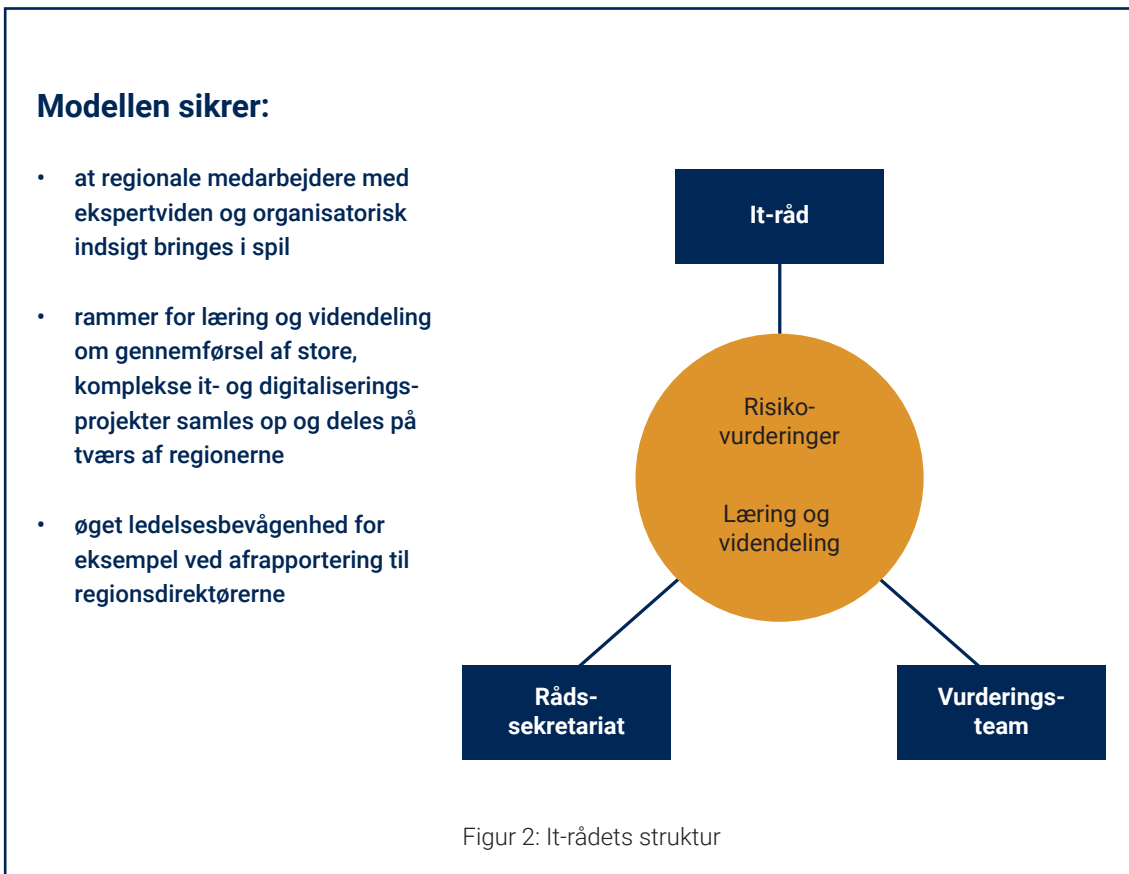 Modellen sikrer:
• at regionale medarbejdere med
ekspertviden og organisatorisk
indsigt bringes i spil
• rammer for læring og videndeling
om gennemførsel af store,
komplekse it- og digitaliserings-
projekter samles op og deles på
tværs af regionerne
• øget ledelsesbevågenhed for
eksempel ved afrapportering til
regionsdirektørerne
It-råd
Risiko-
vurderinger
Læring og
videndeling
Råds-
sekretariat
Vurderings-
team
Figur 2: It-rådets struktur